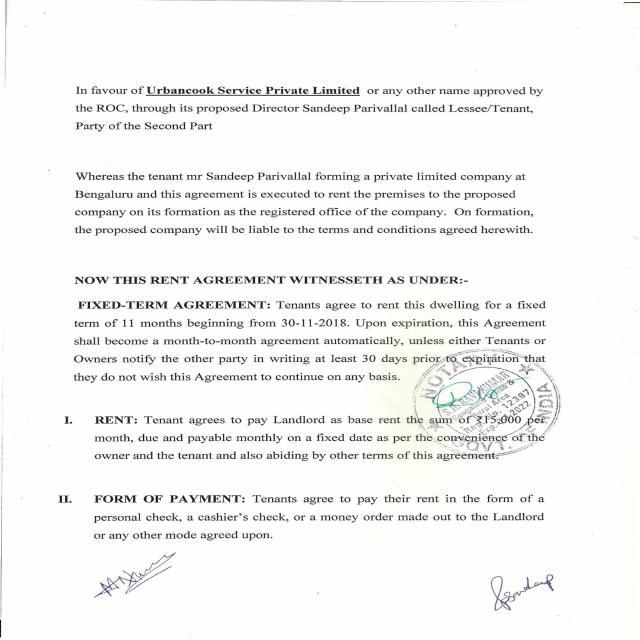 In favour of Urbancook Service Private Limited or any other name approved by
the ROC, through its proposed Director Sandeep Parivallal called Lessee/Tenant,
Party of the Second Part
Whereas the tenant mr Sandeep Parivallal forming a private limited company at
Bengaluru and this agreement is executed to rent the premises to the proposed
company on its formation as the registered office of the company. On formation,
the proposed company will be liable to the terms and conditions agreed herewith.
NOW THIS RENT AGREEMENT WITNESSETH AS UNDER:-
FIXED-TERM AGREEMENT: Tenants agree to rent this dwelling for a fixed
term of 11 months beginning from 30-11-2018. Upon expiration, this Agreement
shall become a month-to-month agreement automatically, unless either Tenants or
Owners notify the other party in writing at least 30 days prior to expiration that
they do not wish this Agreement to continue on any basis.
I. RENT: Tenant agrees to pay Landlord as base rent the sum of ₹15,000 per
month, due and payable monthly on a fixed date as per the convenience of the
owner and the tenant and also abiding by other terms of this agreement.
II. FORM OF PAYMENT: Tenants agree to pay their rent in the form of a
personal check, a cashier's check, or a money order made out to the Landlord
or any other mode agreed upon.
NOTARY
GOVT. OF INDIA
Sandeep